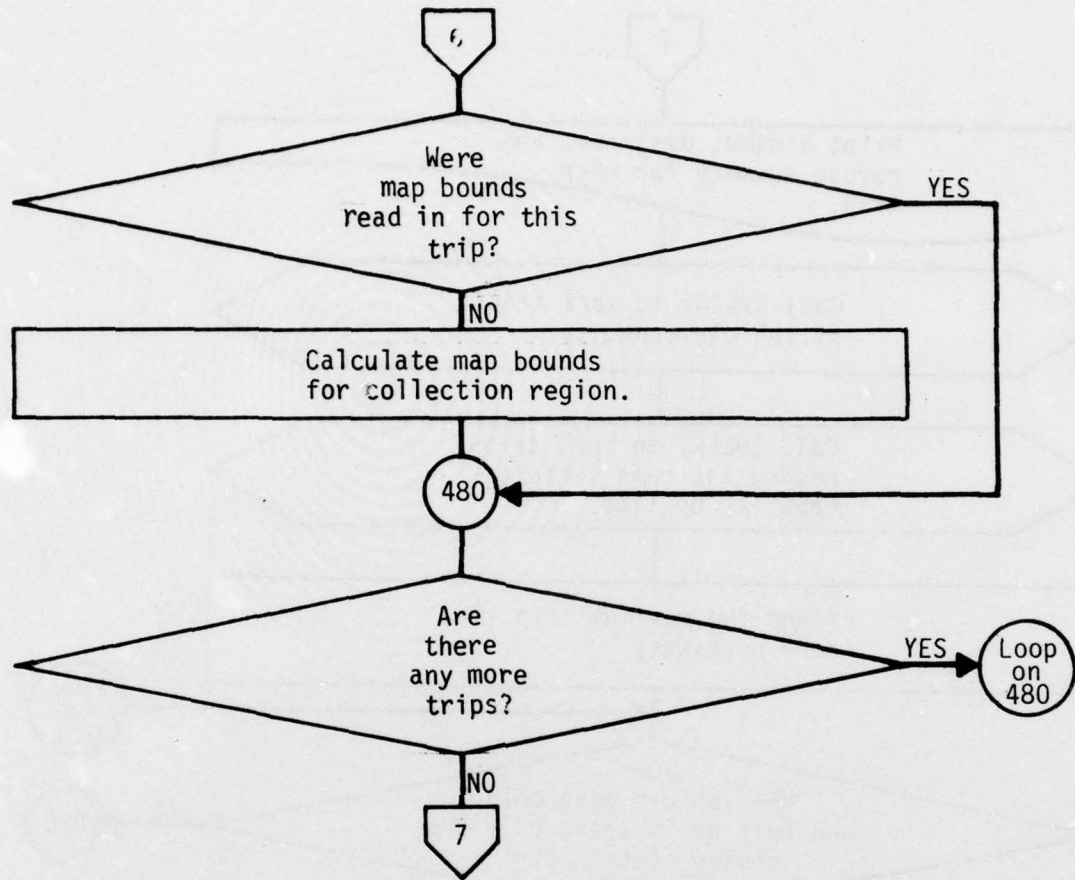 6
Were
map bounds
read in for this
trip?
YES
NO
Calculate map bounds
for collection region.
480
Are
there
any more
trips?
YES
Loop
on
480
NO
7